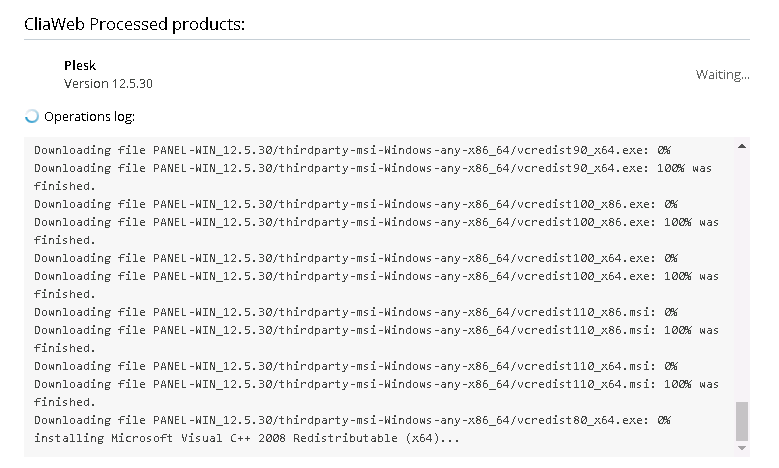 CliaWeb Processed products:
Plesk
Version 12.5.30
Waiting...
Operations log:
Downloading file PANEL-WIN_12.5.30/thirdparty-msi-Windows-any-x86_64/vcredist90_x64.exe: 0%
Downloading file PANEL-WIN_12.5.30/thirdparty-msi-Windows-any-x86_64/vcredist90_x64.exe: 100% was
finished.
Downloading file PANEL-WIN_12.5.30/thirdparty-msi-Windows-any-x86_64/vcredist100_x86.exe: 0%
Downloading file PANEL-WIN_12.5.30/thirdparty-msi-Windows-any-x86_64/vcredist100_x86.exe: 100% was
finished.
Downloading file PANEL-WIN_12.5.30/thirdparty-msi-Windows-any-x86_64/vcredist100_x64.exe: 0%
Downloading file PANEL-WIN_12.5.30/thirdparty-msi-Windows-any-x86_64/vcredist100_x64.exe: 100% was
finished.
Downloading file PANEL-WIN_12.5.30/thirdparty-msi-Windows-any-x86_64/vcredist110_x86.msi: 0%
Downloading file PANEL-WIN_12.5.30/thirdparty-msi-Windows-any-x86_64/vcredist110_x86.msi: 100% was
finished.
Downloading file PANEL-WIN_12.5.30/thirdparty-msi-Windows-any-x86_64/vcredist110_x64.msi: 0%
Downloading file PANEL-WIN_12.5.30/thirdparty-msi-Windows-any-x86_64/vcredist110_x64.msi: 100% was
finished.
Downloading file PANEL-WIN_12.5.30/thirdparty-msi-Windows-any-x86_64/vcredist80_x64.exe: 0%
installing Microsoft Visual C++ 2008 Redistributable (x64)...